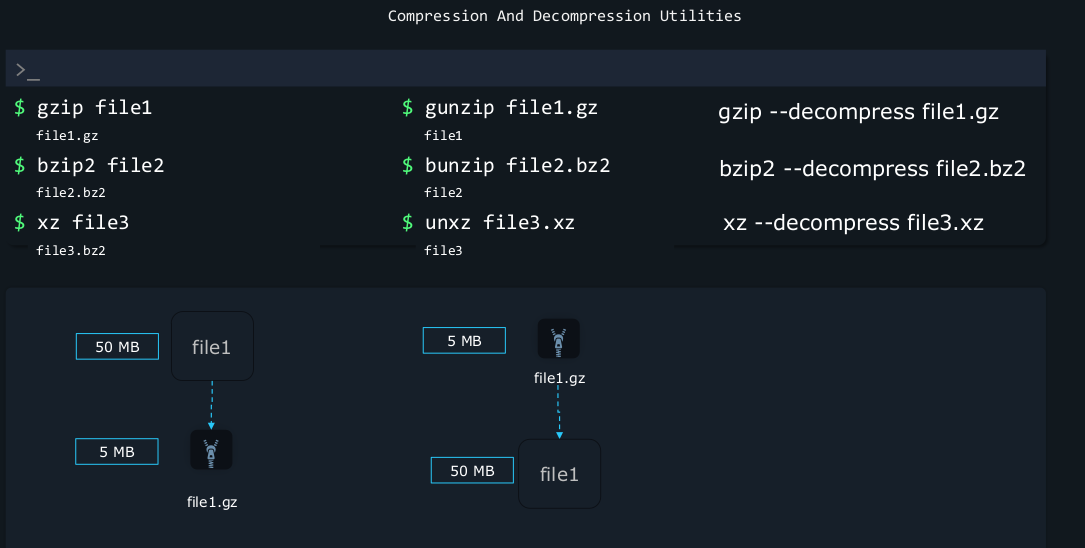 Compression And Decompression Utilities
>_
$ gzip file1
file1.gz
$ bzip2 file2
file2.bz2
$ xz file3
file3.bz2
$ gunzip file1.gz
file1
$ bunzip file2.bz2
file2
$ unxz file3.xz
file3
gzip --decompress file1.gz
bzip2 --decompress file2.bz2
xz --decompress file3.xz
50 MB
file1
5 MB
file1.gz
5 MB
file1.gz
50 MB
file1